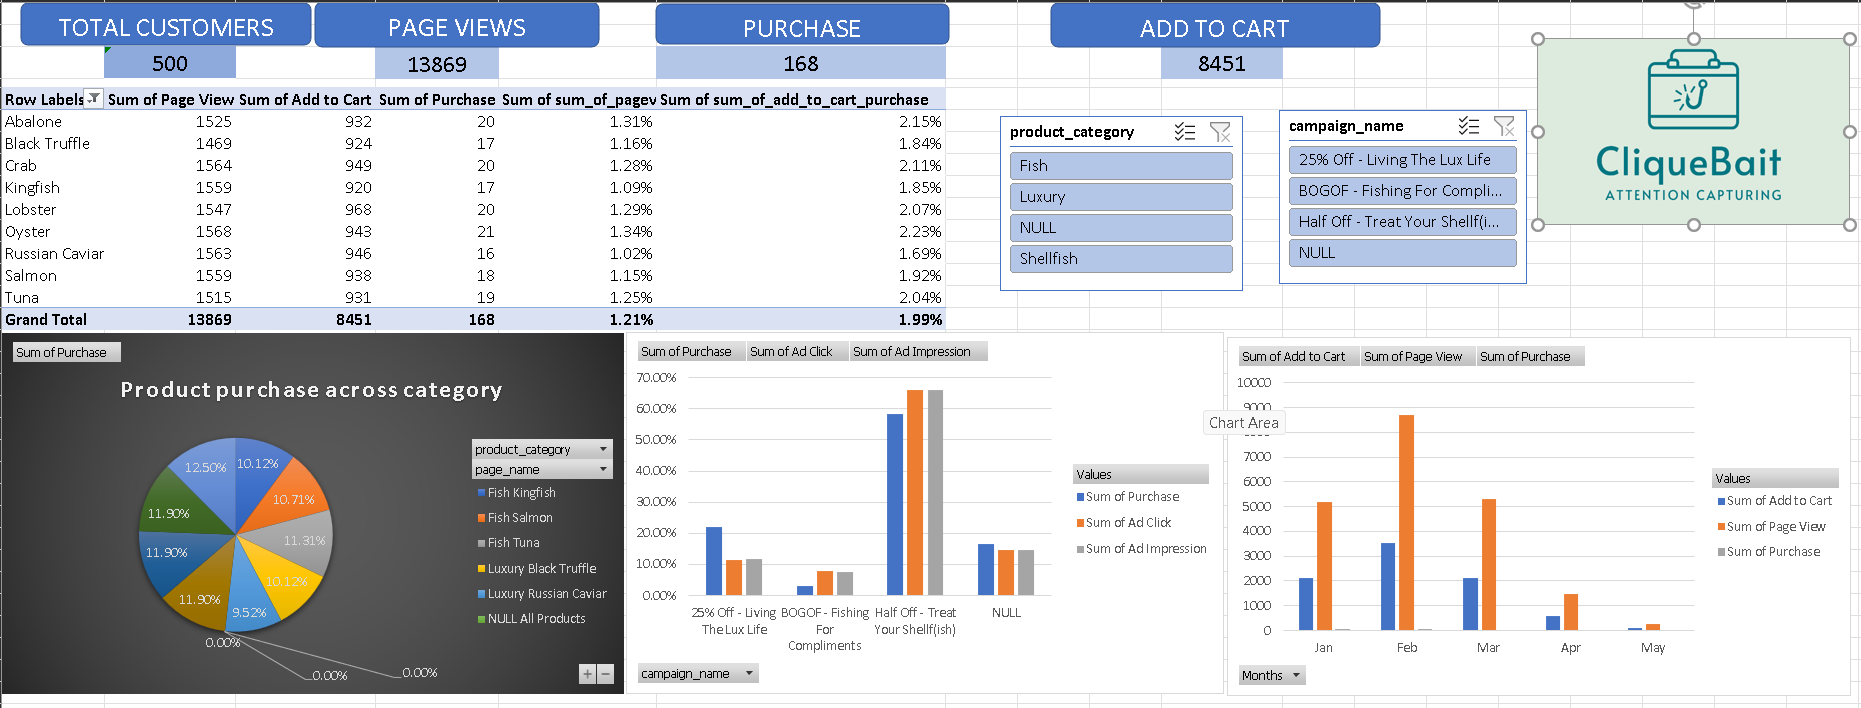 TOTAL CUSTOMERS PAGE VIEWS PURCHASE ADD TO CART
500 13869 168 8451
Row Labels Sum of Page View Sum of Add to Cart Sum of Purchase Sum of sum_of_pagev Sum of sum_of_add_to_cart_purchase
Abalone 1525 932 20 1.31% 2.15%
Black Truffle 1469 924 17 1.16% 1.84%
Crab 1564 949 20 1.28% 2.11%
Kingfish 1559 920 17 1.09% 1.85%
Lobster 1547 968 20 1.29% 2.07%
Oyster 1568 943 21 1.34% 2.23%
Russian Caviar 1563 946 16 1.02% 1.69%
Salmon 1559 938 18 1.15% 1.92%
Tuna 1515 931 19 1.25% 2.04%
Grand Total 13869 8451 168 1.21% 1.99%
product_category
Fish
Luxury
NULL
Shellfish
campaign_name
25% Off - Living The Lux Life
BOGOF - Fishing For Compli...
Half Off - Treat Your Shellf(i...
NULL
CliqueBait
ATTENTION CAPTURING
Sum of Purchase
Product purchase across category
12.50% 10.12%
10.71%
11.90%
11.31%
11.90%
10.12%
11.90%
9.52%
0.00%
0.00% 0.00%
product_category
page_name
Fish Kingfish
Fish Salmon
Fish Tuna
Luxury Black Truffle
Luxury Russian Caviar
NULL All Products
+ −
Sum of Purchase Sum of Ad Click Sum of Ad Impression
70.00%
60.00%
50.00%
40.00%
30.00%
20.00%
10.00%
0.00%
25% Off - Living BOGOF - Fishing Half Off - Treat NULL
The Lux Life For Your Shellf(ish)
Compliments
Values
Sum of Purchase
Sum of Ad Click
Sum of Ad Impression
campaign_name
Sum of Add to Cart Sum of Page View Sum of Purchase
10000
9000
Chart Area
7000
6000
5000
4000
3000
2000
1000
0
Jan Feb Mar Apr May
Values
Sum of Add to Cart
Sum of Page View
Sum of Purchase
Months